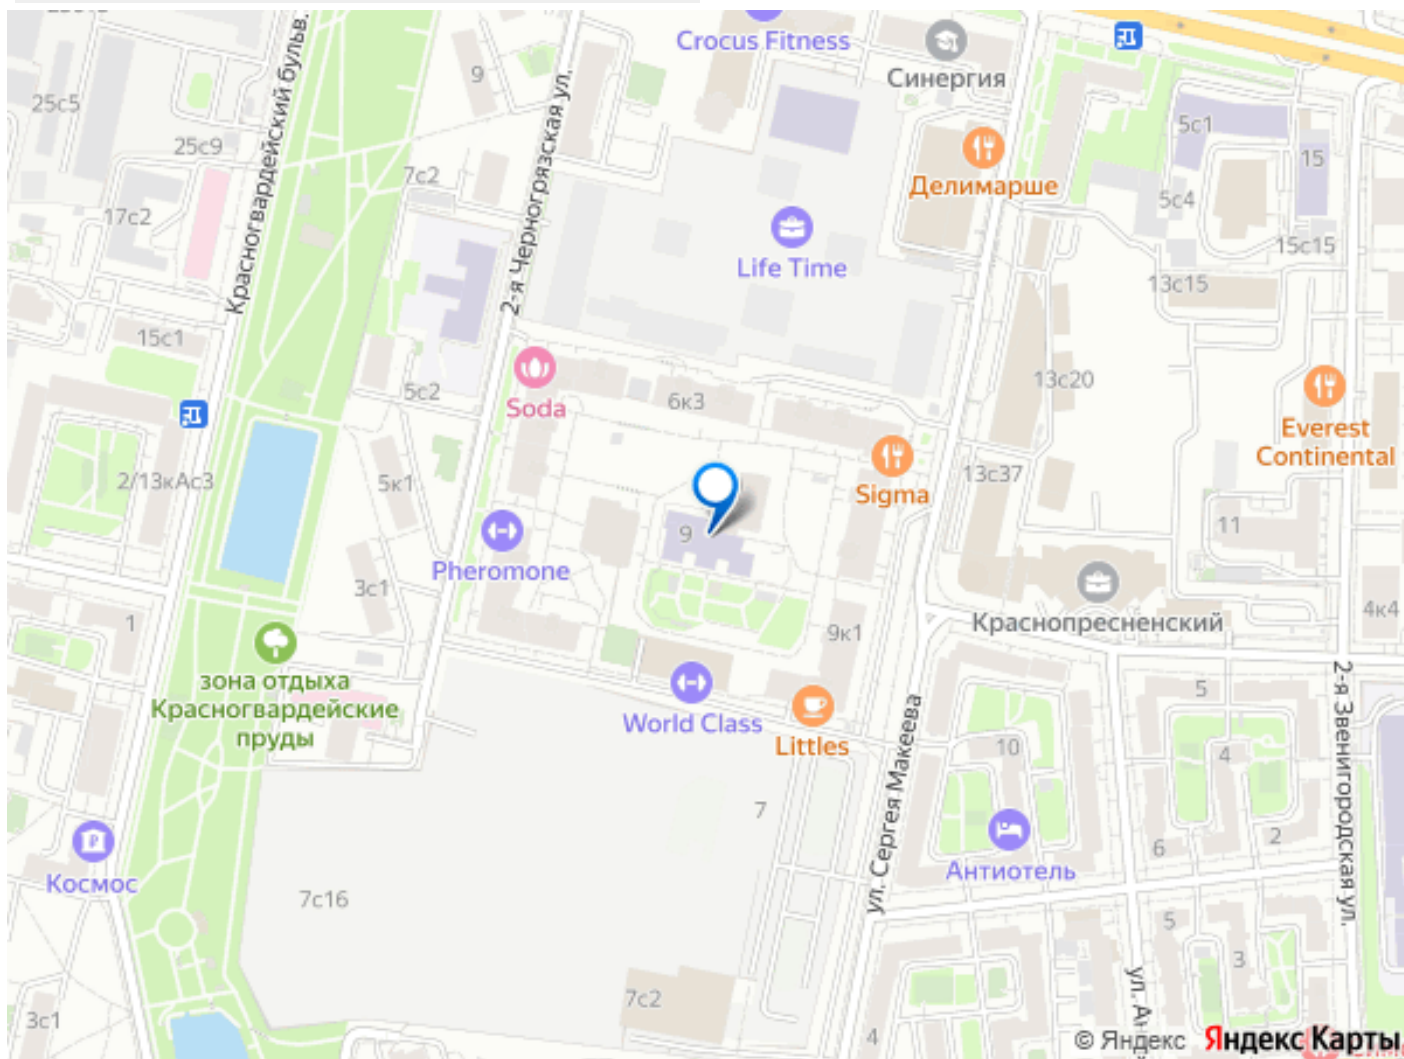 Crocus Fitness
Синергия
25с5
9
5с1
25с9
15
Делимарше
7с2
5с4
17с2
Красногвардейский бульв.
2-я Черногрязская ул.
15с15
Life Time
13с15
15с1
Soda
5с2
6к3
13с20
Everest
Continental
2/13кАс3
5к1
Sigma
13с37
9
11
Pheromone
3с1
1
9к1
Краснопресненский
4к4
зона отдыха
Красногвардейские
пруды
World Class
Littles
5
10
4
2-я Звенигородская ул.
ул. Сергея Макеева
7
2
6
Космос
Антиотель
7с16
5
3
7с2
3с1
4
© Яндекс
Яндекс Карты